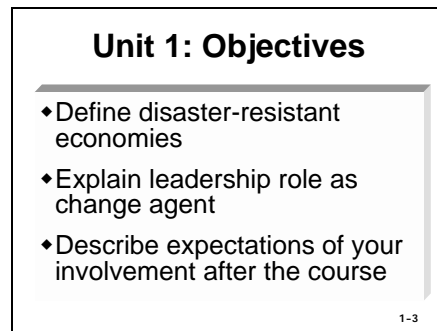 Unit 1: Objectives
◆Define disaster-resistant
economies
◆Explain leadership role as
change agent
◆Describe expectations of your
involvement after the course
1-3